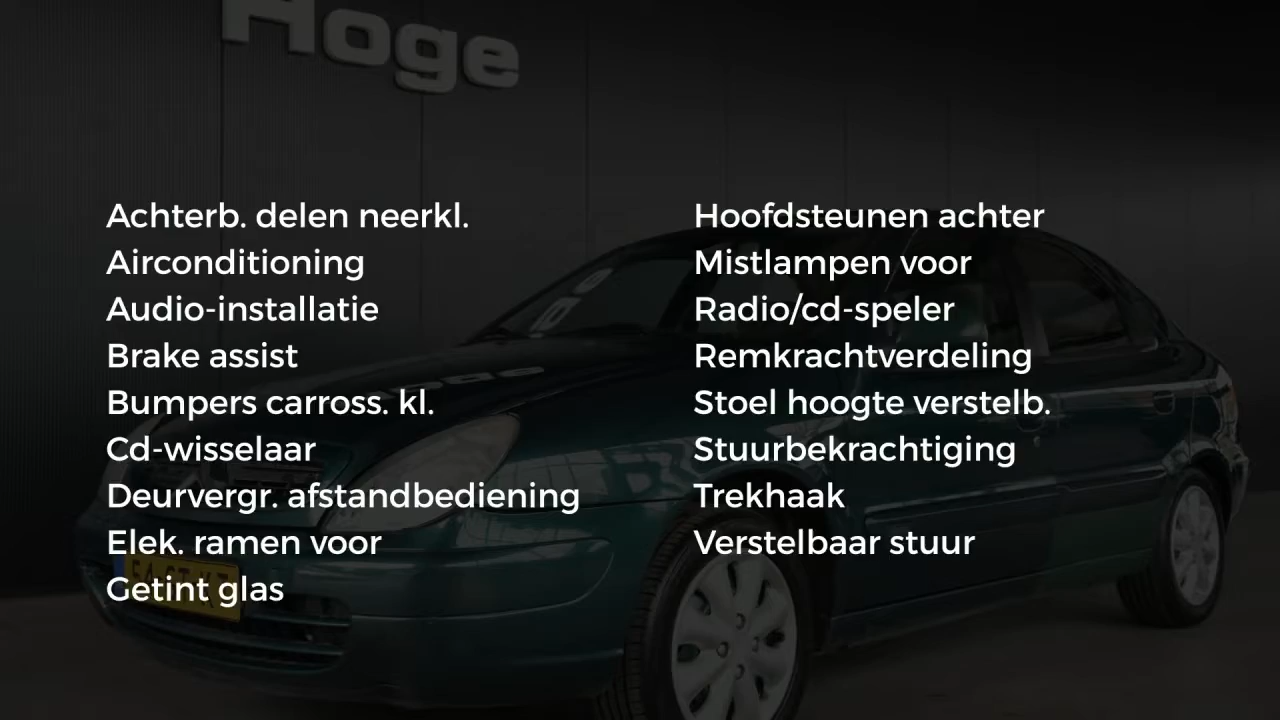 Hoge
Achterb. delen neerkl.
Airconditioning
Audio-installatie
Brake assist
Bumpers carross. kl.
Cd-wisselaar
Deurvergr. afstandbediening
Elek. ramen voor
Getint glas
Hoofdsteunen achter
Mistlampen voor
Radio/cd-speler
Remkrachtverdeling
Stoel hoogte verstelb.
Stuurbekrachtiging
Trekhaak
Verstelbaar stuur